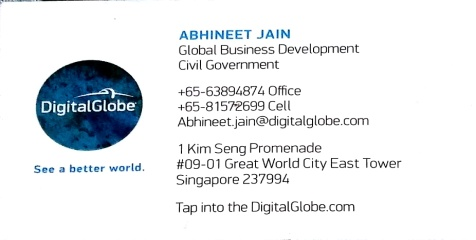 ABHINEET JAIN
Global Business Development
Civil Government
+65-63894874 Office
+65-81572699 Cell
Abhineet.jain@digitalglobe.com
DigitalGlobe
See a better world.
1 Kim Seng Promenade
#09-01 Great World City East Tower
Singapore 237994
Tap into the DigitalGlobe.com